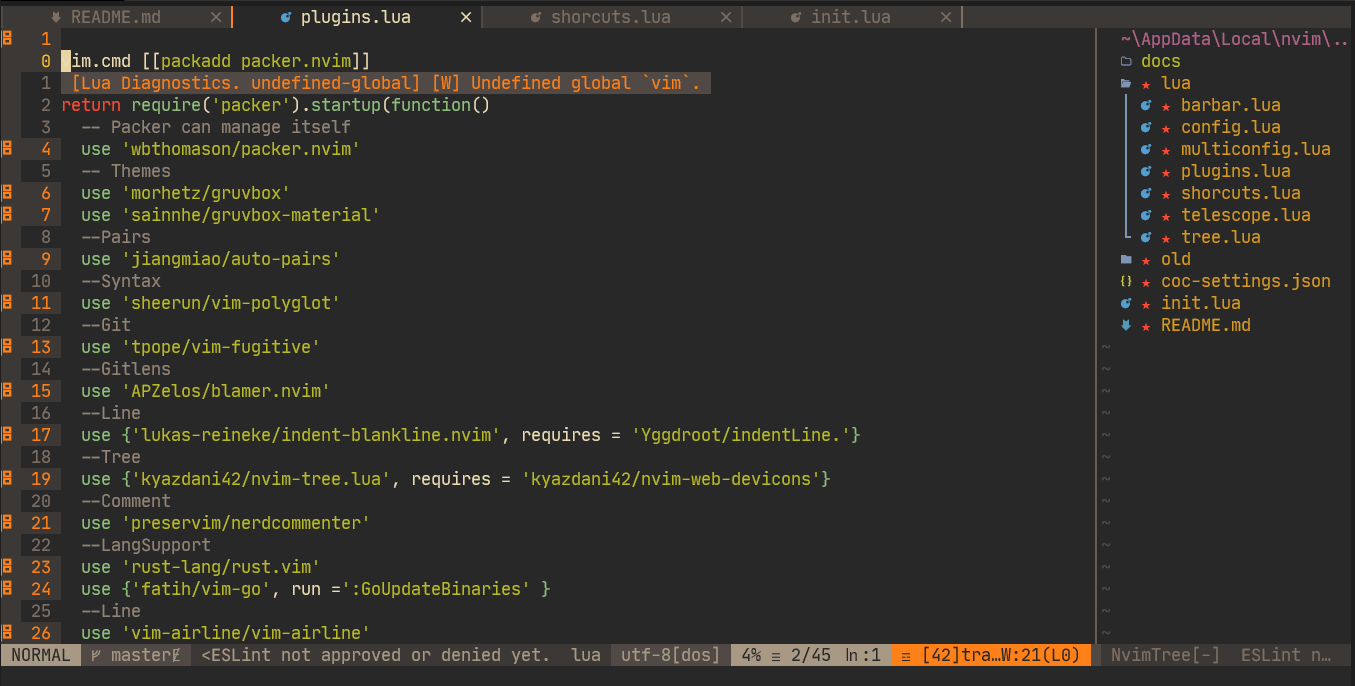 README.md × plugins.lua × shorcuts.lua × init.lua ×
1
0 im.cmd [[packadd packer.nvim]]
1 [Lua Diagnostics. undefined-global] [W] Undefined global `vim`.
2 return require('packer').startup(function()
3 -- Packer can manage itself
4 use 'wbthomason/packer.nvim'
5 -- Themes
6 use 'morhetz/gruvbox'
7 use 'sainnhe/gruvbox-material'
8 --Pairs
9 use 'jiangmiao/auto-pairs'
10 --Syntax
11 use 'sheerun/vim-polyglot'
12 --Git
13 use 'tpope/vim-fugitive'
14 --Gitlens
15 use 'APZelos/blamer.nvim'
16 --Line
17 use {'lukas-reineke/indent-blankline.nvim', requires = 'Yggdroot/indentLine.'}
18 --Tree
19 use {'kyazdani42/nvim-tree.lua', requires = 'kyazdani42/nvim-web-devicons'}
20 --Comment
21 use 'preservim/nerdcommenter'
22 --LangSupport
23 use 'rust-lang/rust.vim'
24 use {'fatih/vim-go', run =':GoUpdateBinaries' }
25 --Line
26 use 'vim-airline/vim-airline'
~\AppData\Local\nvim\..
docs
lua
barbar.lua
config.lua
multiconfig.lua
plugins.lua
shorcuts.lua
telescope.lua
tree.lua
old
{} coc-settings.json
init.lua
README.md
~
~
~
~
~
~
~
~
~
~
~
~
~
~
NORMAL master <ESLint not approved or denied yet. lua utf-8[dos] 4% ≡ 2/45 ln:1 [42]tra…W:21(L0) NvimTree[-] ESLint n…